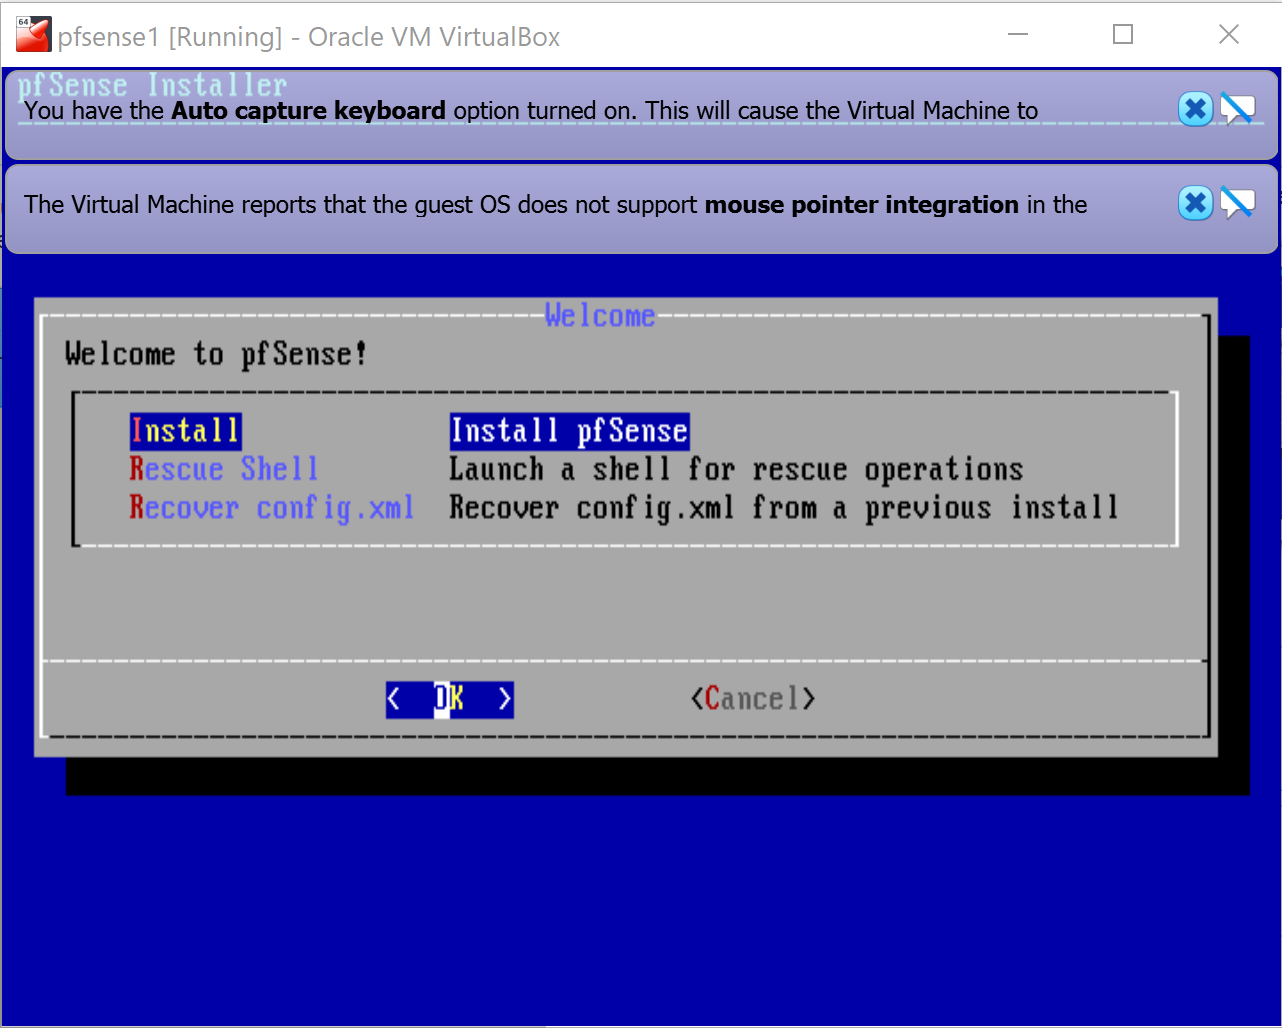 64
pfsense1 [Running] - Oracle VM VirtualBox
pfSense Installer
You have the Auto capture keyboard option turned on. This will cause the Virtual Machine to
The Virtual Machine reports that the guest OS does not support mouse pointer integration in the
Welcome
Welcome to pfSense!
Install Install pfSense
Rescue Shell Launch a shell for rescue operations
Recover config.xml Recover config.xml from a previous install
< OK > <Cancel>